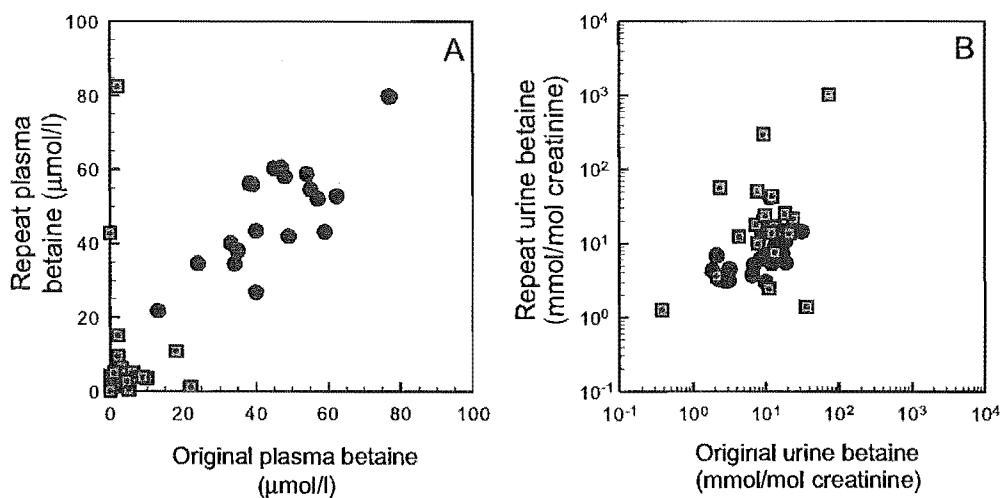 A
Repeat plasma
betaine (µmol/l)
100
80
60
40
20
0
0 20 40 60 80 100
Original plasma betaine
(µmol/l)
B
Repeat urine betaine
(mmol/mol creatinine)
10⁴
10³
10²
10¹
10⁰
10⁻¹
10⁻¹ 10⁰ 10¹ 10² 10³ 10⁴
Original urine betaine
(mmol/mol creatinine)